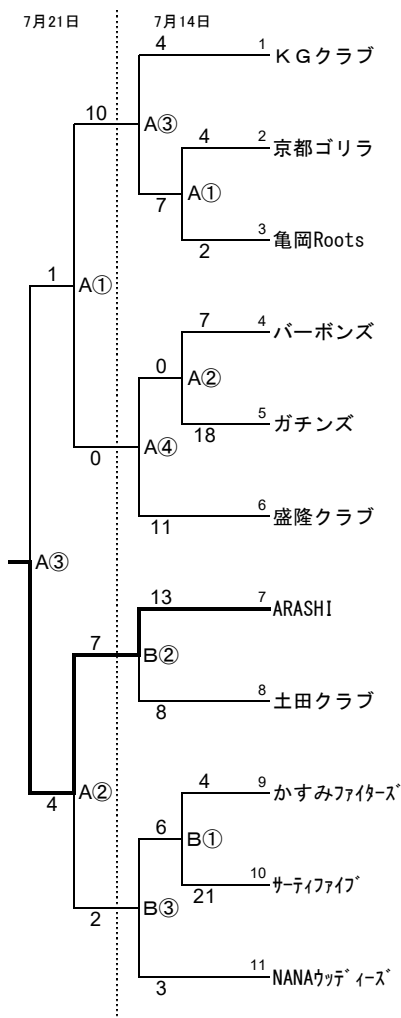 7月21日 7月14日
4 1 KGクラブ
10 A③
4 2 京都ゴリラ
7 A①
2 3 亀岡Roots
1 A①
7 4 バーボンズ
0 A②
18 5 ガチンズ
0 A④
11 6 盛隆クラブ
A③
13 7 ARASHI
7 B②
8 8 土田クラブ
4 A②
4 9 かすみﾌｧｲﾀｰｽﾞ
6 B①
21 10 ｻｰﾃｨﾌｧｲﾌﾞ
2 B③
3 11 NANAｳｯﾃﾞｨｰｽﾞ